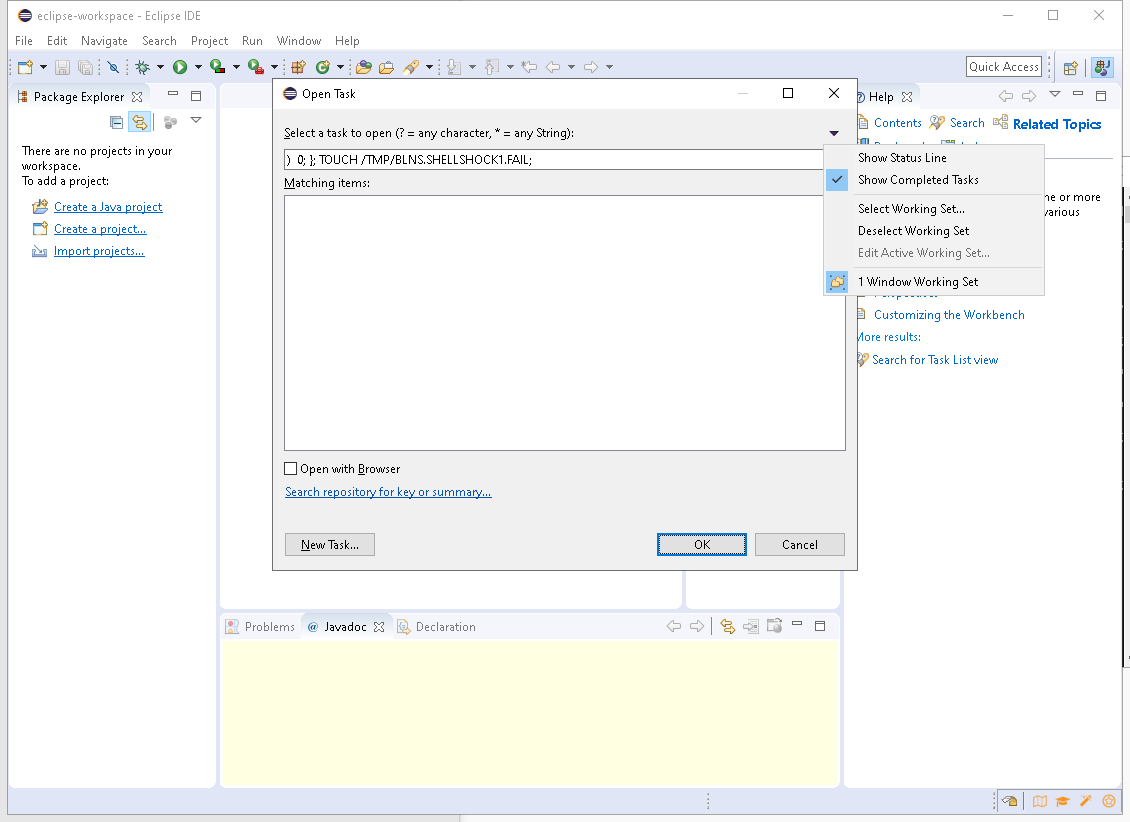 eclipse-workspace - Eclipse IDE
File Edit Navigate Search Project Run Window Help
Quick Access
Package Explorer
There are no projects in your
workspace.
To add a project:
Create a Java project
Create a project...
Import projects...
Open Task
Select a task to open (? = any character, * = any String):
) 0; }; TOUCH /TMP/BLNS.SHELLSHOCK1.FAIL;
Matching items:
Open with Browser
Search repository for key or summary...
New Task...
OK
Cancel
Show Status Line
Show Completed Tasks
Select Working Set...
Deselect Working Set
Edit Active Working Set...
1 Window Working Set
Help
Contents Search Related Topics
or more
various
Customizing the Workbench
More results:
Search for Task List view
Problems @ Javadoc Declaration